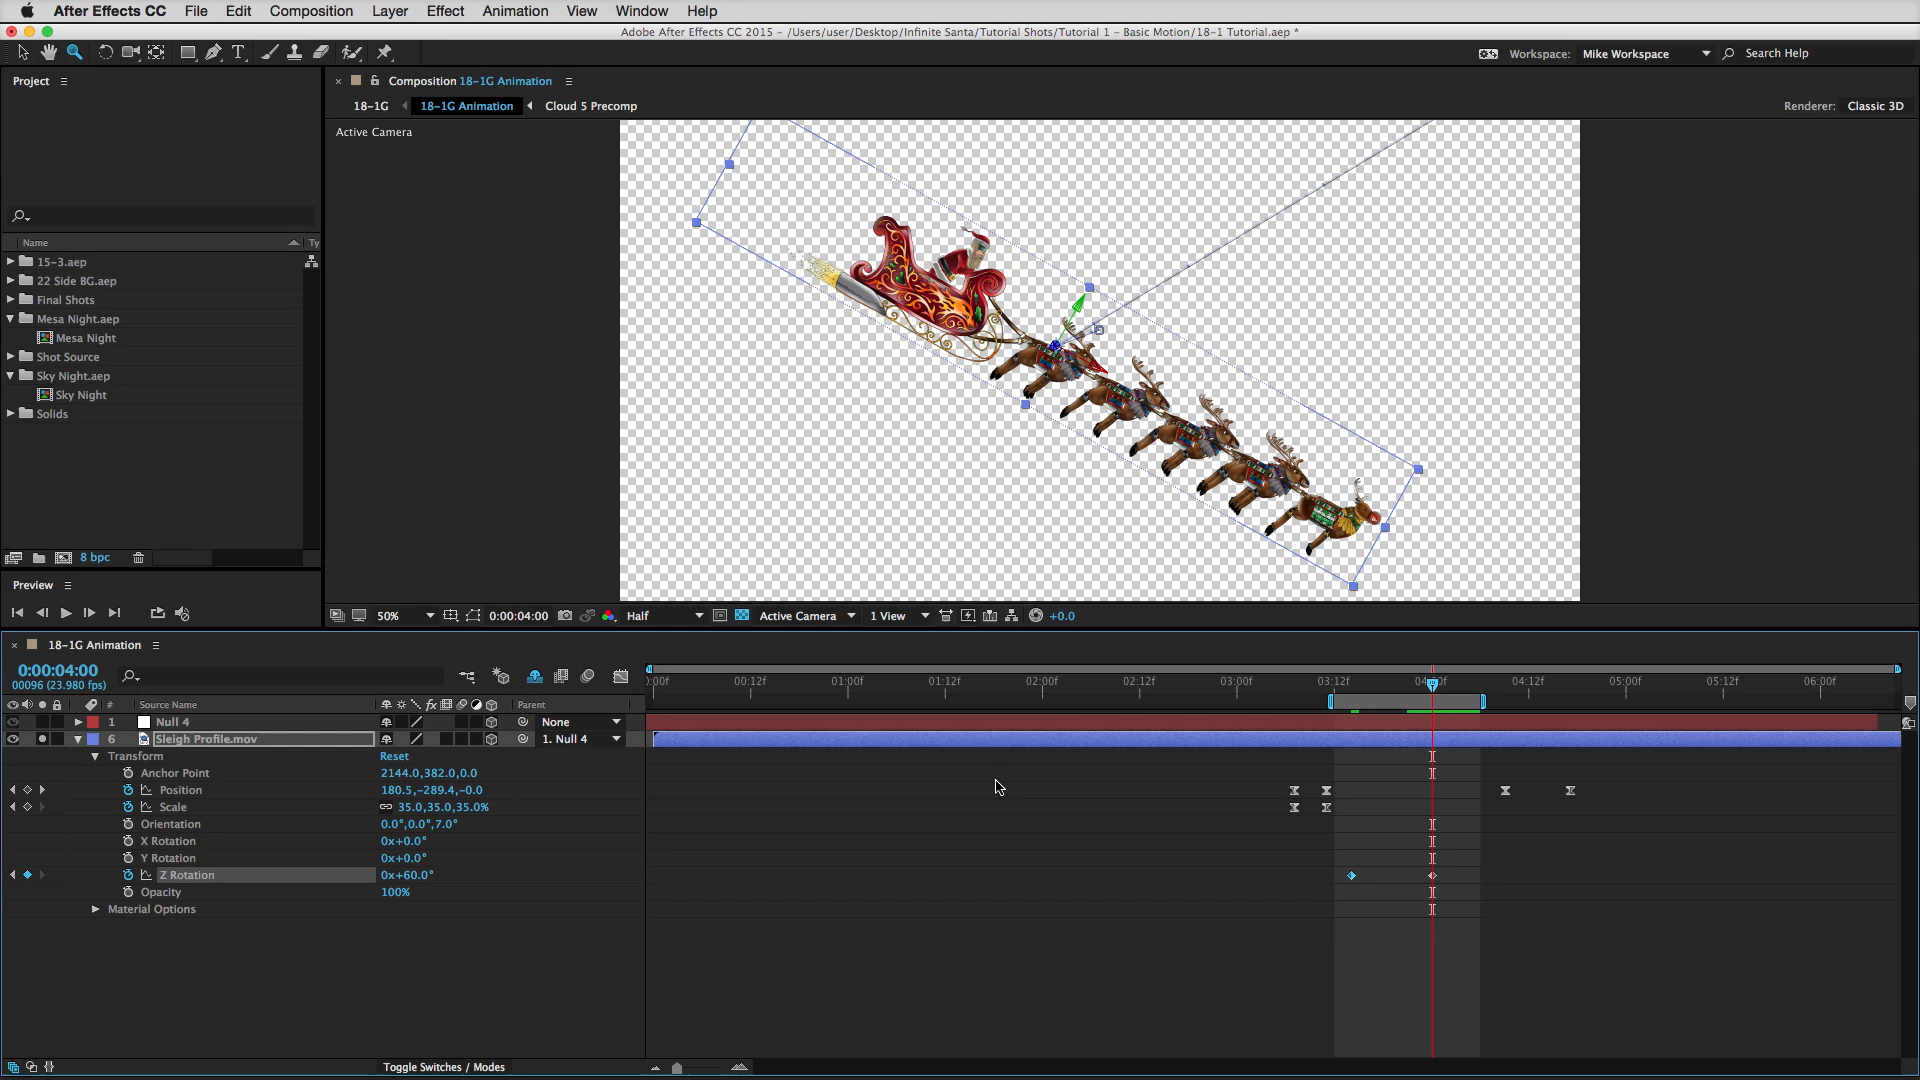 After Effects CC File Edit Composition Layer Effect Animation View Window Help
Adobe After Effects CC 2015 - /Users/user/Desktop/Infinite Santa/Tutorial Shots/Tutorial 1 - Basic Motion/18-1 Tutorial.aep *
T Workspace: Mike Workspace Search Help
Project Composition 18-1G Animation
18-1G 18-1G Animation Cloud 5 Precomp Renderer: Classic 3D
Active Camera
Name Ty
15-3.aep
22 Side BG.aep
Final Shots
Mesa Night.aep
Mesa Night
Shot Source
Sky Night.aep
Sky Night
Solids
8 bpc
Preview
50% 0:00:04:00 Half Active Camera 1 View +0.0
18-1G Animation
0:00:04:00
00096 (23.980 fps)
00f 00:12f 01:00f 01:12f 02:00f 02:12f 03:00f 03:12f 04:00f 04:12f 05:00f 05:12f 06:00f
# Source Name fx Parent
1 Null 4 None
6 Sleigh Profile.mov 1. Null 4
Transform Reset
Anchor Point 2144.0,382.0,0.0
Position 180.5,-289.4,-0.0
Scale 35.0,35.0,35.0%
Orientation 0.0°,0.0°,7.0°
X Rotation 0x+0.0°
Y Rotation 0x+0.0°
Z Rotation 0x+60.0°
Opacity 100%
Material Options
Toggle Switches / Modes